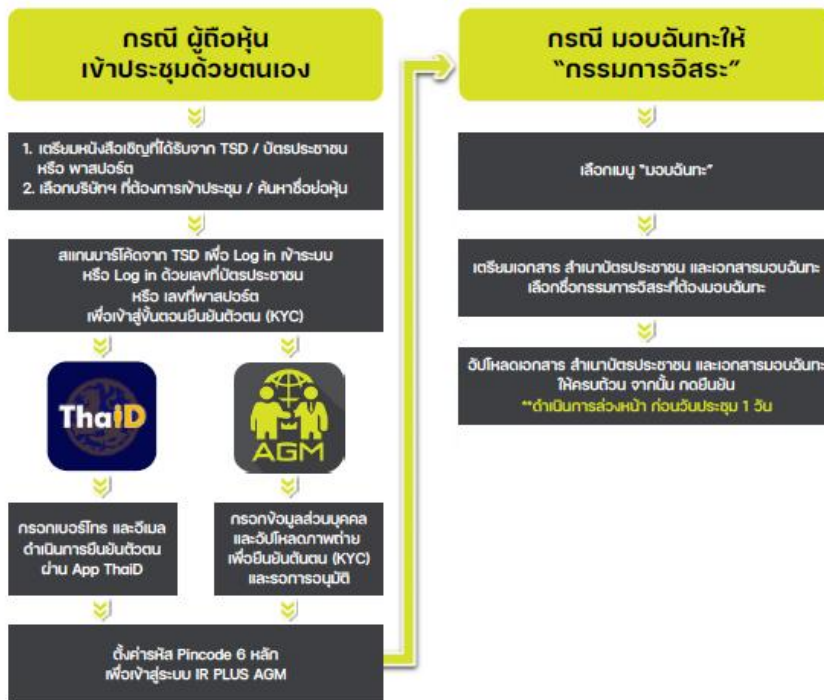 กรณี ผู้ถือหุ้น
เข้าประชุมด้วยตนเอง
1. เตรียมหนังสือเชิญที่ได้รับจาก TSD / บัตรประชาชน
หรือ พาสปอร์ต
2. เลือกบริษัทฯ ที่ต้องการเข้าประชุม / ค้นหาชื่อย่อหุ้น
สแกนบาร์โค้ดจาก TSD เพื่อ Log in เข้าระบบ
หรือ Log in ด้วยเลขที่บัตรประชาชน
หรือ เลขที่พาสปอร์ต
เพื่อเข้าสู่ขั้นตอนยืนยันตัวตน (KYC)
ThaiD
AGM
กรอกเบอร์โทร และอีเมล
ดำเนินการยืนยันตัวตน
ผ่าน App ThaiD
กรอกข้อมูลส่วนบุคคล
และอัปโหลดภาพถ่าย
เพื่อยืนยันตันตน (KYC)
และรอการอนุมัติ
ตั้งค่ารหัส Pincode 6 หลัก
เพื่อเข้าสู่ระบบ IR PLUS AGM
กรณี มอบฉันทะให้
“กรรมการอิสระ”
เลือกเมนู “มอบฉันทะ”
เตรียมเอกสาร สำเนาบัตรประชาชน และเอกสารมอบฉันทะ
เลือกชื่อกรรมการอิสระที่ต้องมอบฉันทะ
อัปโหลดเอกสาร สำเนาบัตรประชาชน และเอกสารมอบฉันทะ
ให้ครบถ้วน จากนั้น กดยืนยัน
**ดำเนินการล่วงหน้า ก่อนวันประชุม 1 วัน